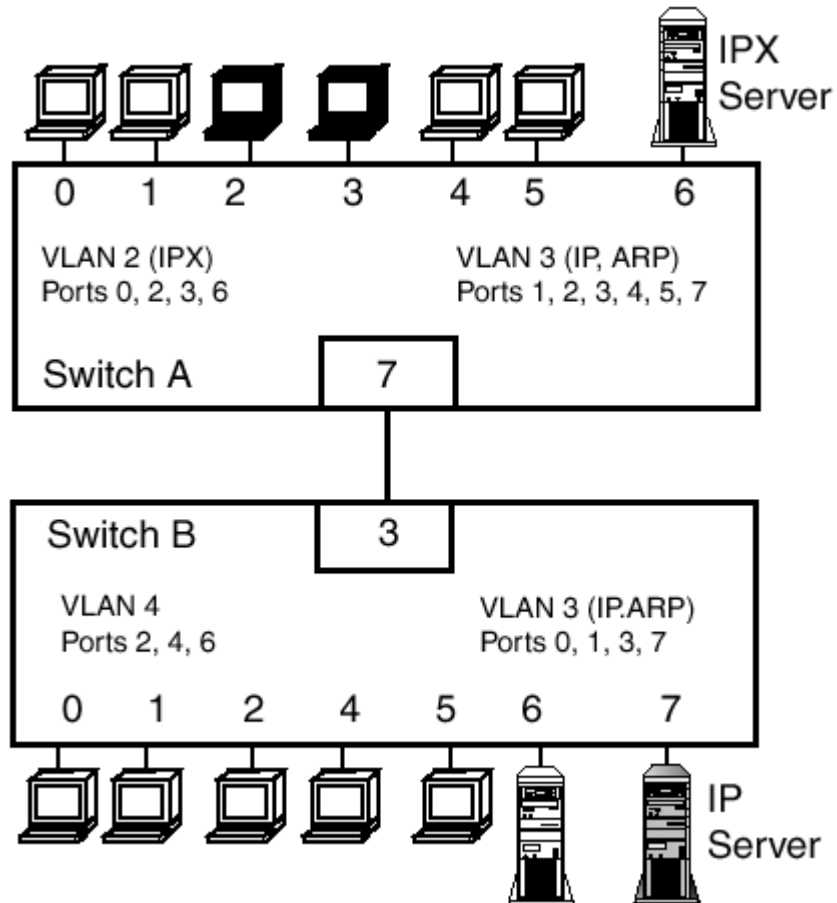 IPX
Server
0 1 2 3 4 5 6
VLAN 2 (IPX)
Ports 0, 2, 3, 6
VLAN 3 (IP, ARP)
Ports 1, 2, 3, 4, 5, 7
Switch A
7
Switch B
3
VLAN 4
Ports 2, 4, 6
VLAN 3 (IP.ARP)
Ports 0, 1, 3, 7
0 1 2 4 5 6 7
IP
Server